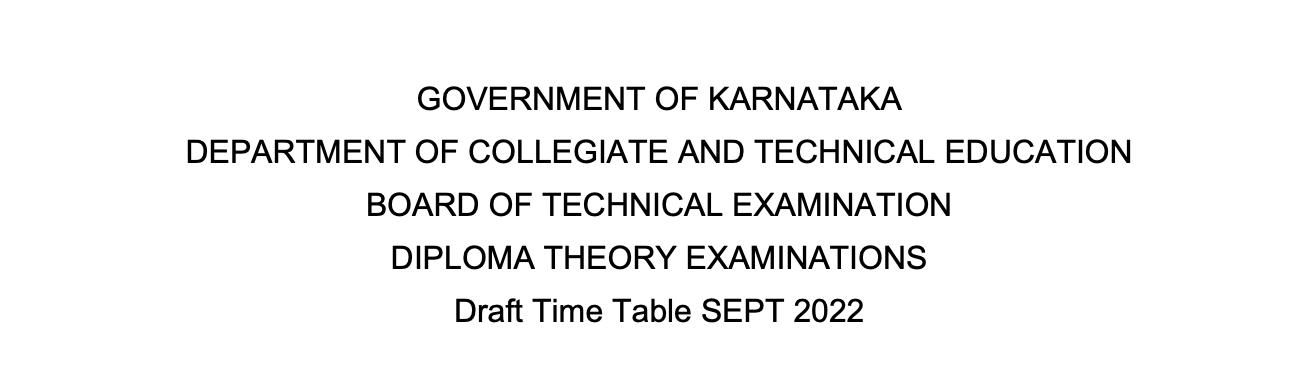 GOVERNMENT OF KARNATAKA
DEPARTMENT OF COLLEGIATE AND TECHNICAL EDUCATION
BOARD OF TECHNICAL EXAMINATION
DIPLOMA THEORY EXAMINATIONS
Draft Time Table SEPT 2022